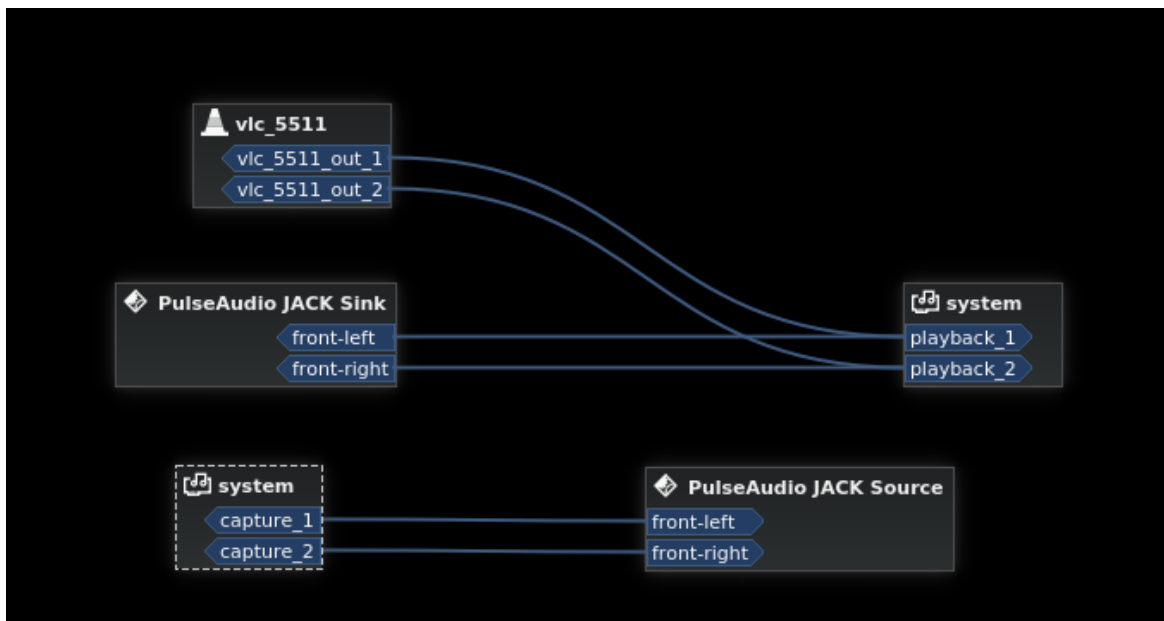 vlc_5511
vlc_5511_out_1
vlc_5511_out_2
PulseAudio JACK Sink
front-left
front-right
system
playback_1
playback_2
system
capture_1
capture_2
PulseAudio JACK Source
front-left
front-right